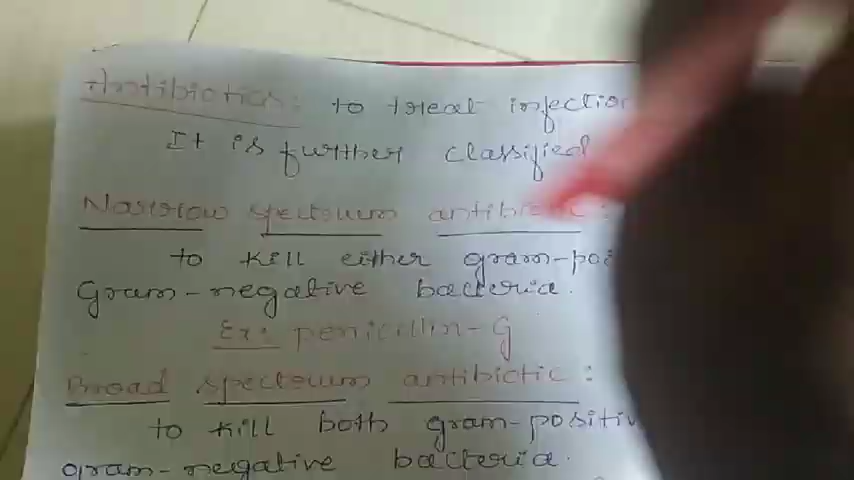 Antibiotics: to treat infection
It is further classified
Narrow spectrum antibiotic:
to kill either gram-posi
Gram-negative bacteria.
Ex: penicillin-G
Broad spectrum antibiotic:
to kill both gram-positiv
gram-negative bacteria.